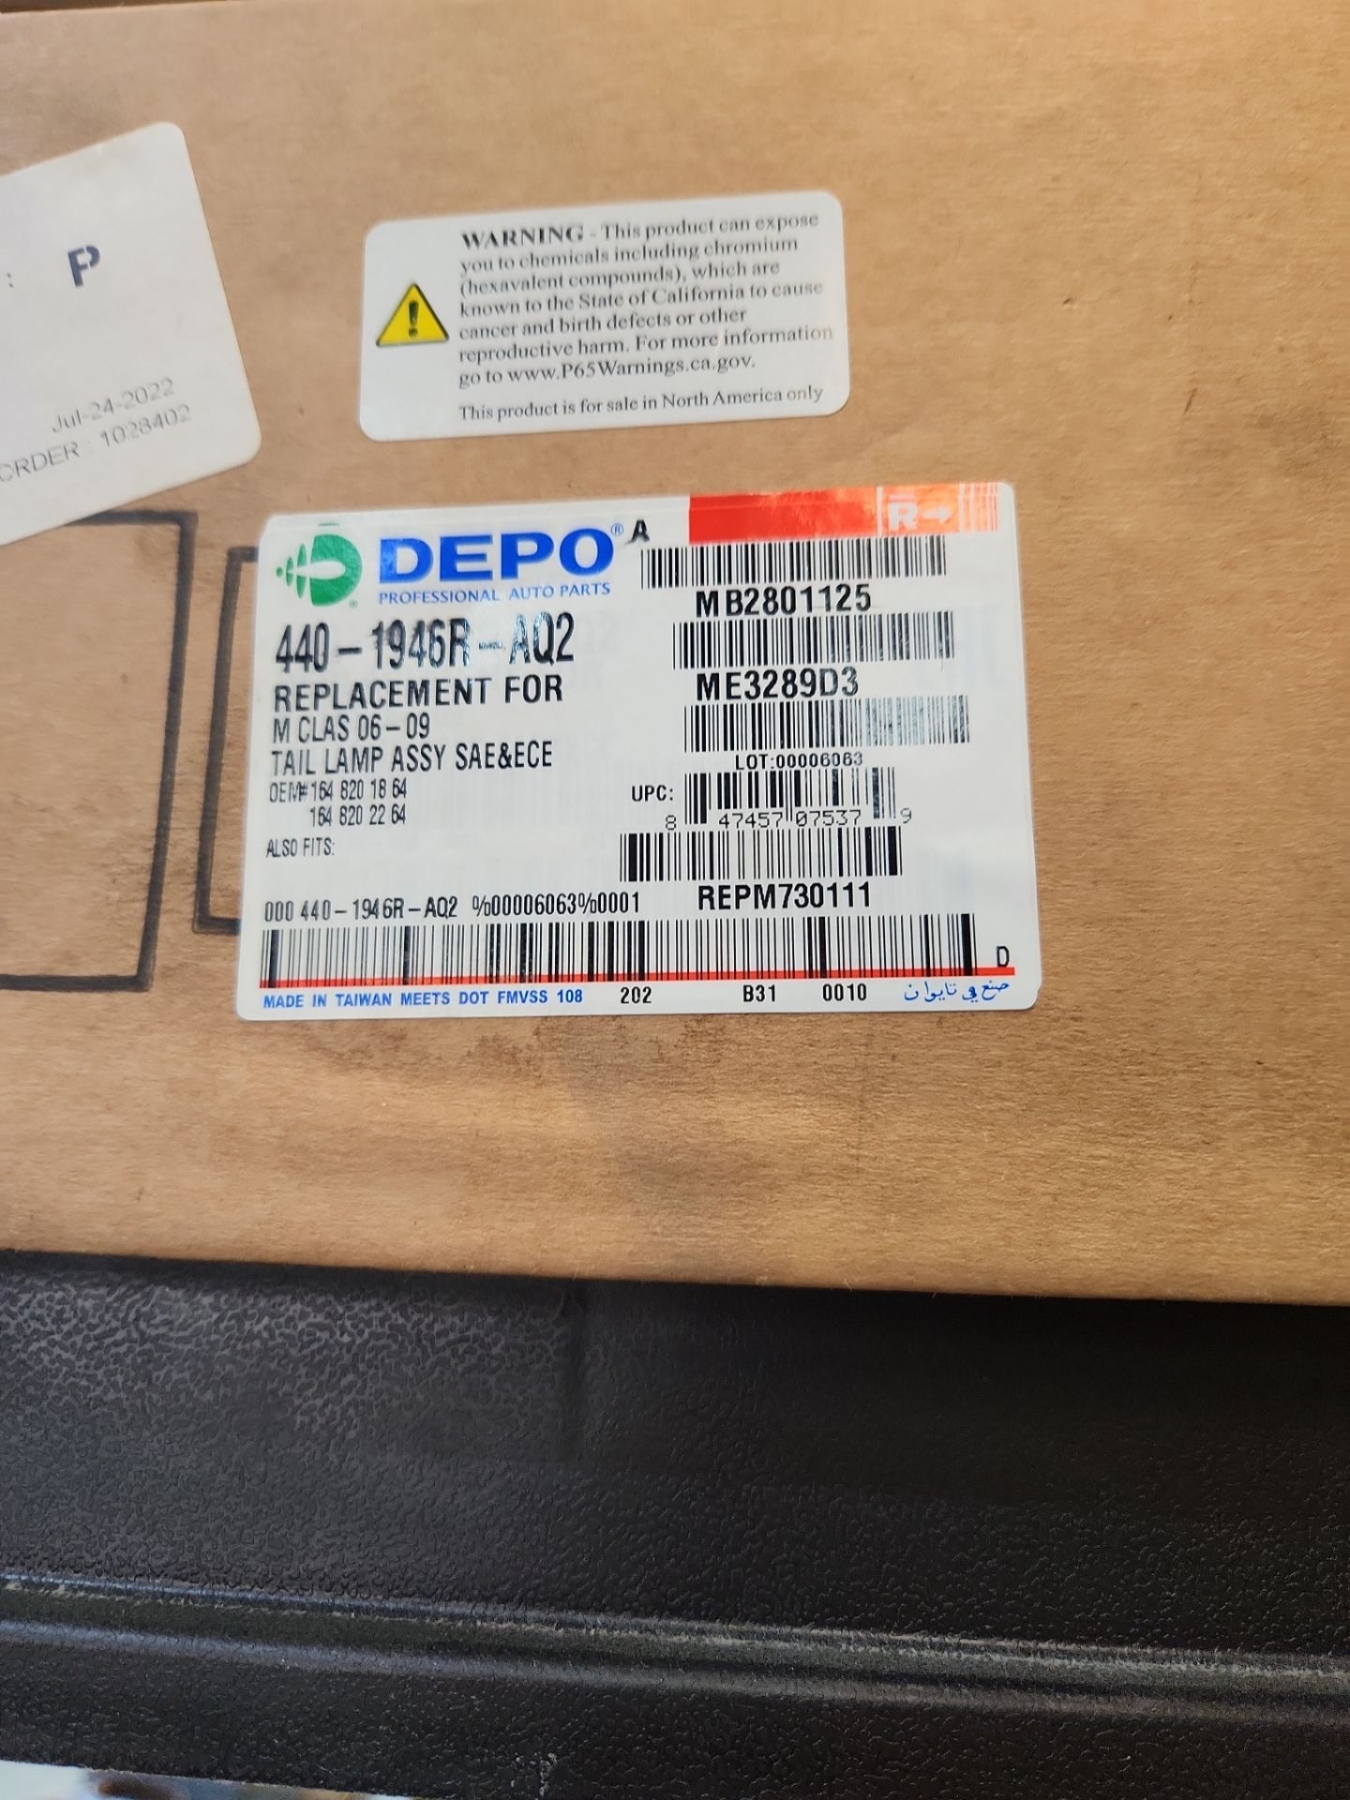 : P
Jul-24-2022
ORDER : 1028402
WARNING - This product can expose
you to chemicals including chromium
(hexavalent compounds), which are
known to the State of California to cause
cancer and birth defects or other
reproductive harm. For more information
go to www.P65Warnings.ca.gov.
This product is for sale in North America only
DEPO® A
PROFESSIONAL AUTO PARTS
R→
MB2801125
440-1946R-AQ2
REPLACEMENT FOR
ME3289D3
M CLAS 06-09
TAIL LAMP ASSY SAE&ECE
LOT:00006063
OEM# 164 820 18 64
164 820 22 64
UPC:
8 47457 07537 9
ALSO FITS:
REPM730111
000 440-1946R-AQ2 %00006063%0001
D
MADE IN TAIWAN MEETS DOT FMVSS 108 202 B31 0010 صنع في تايوان